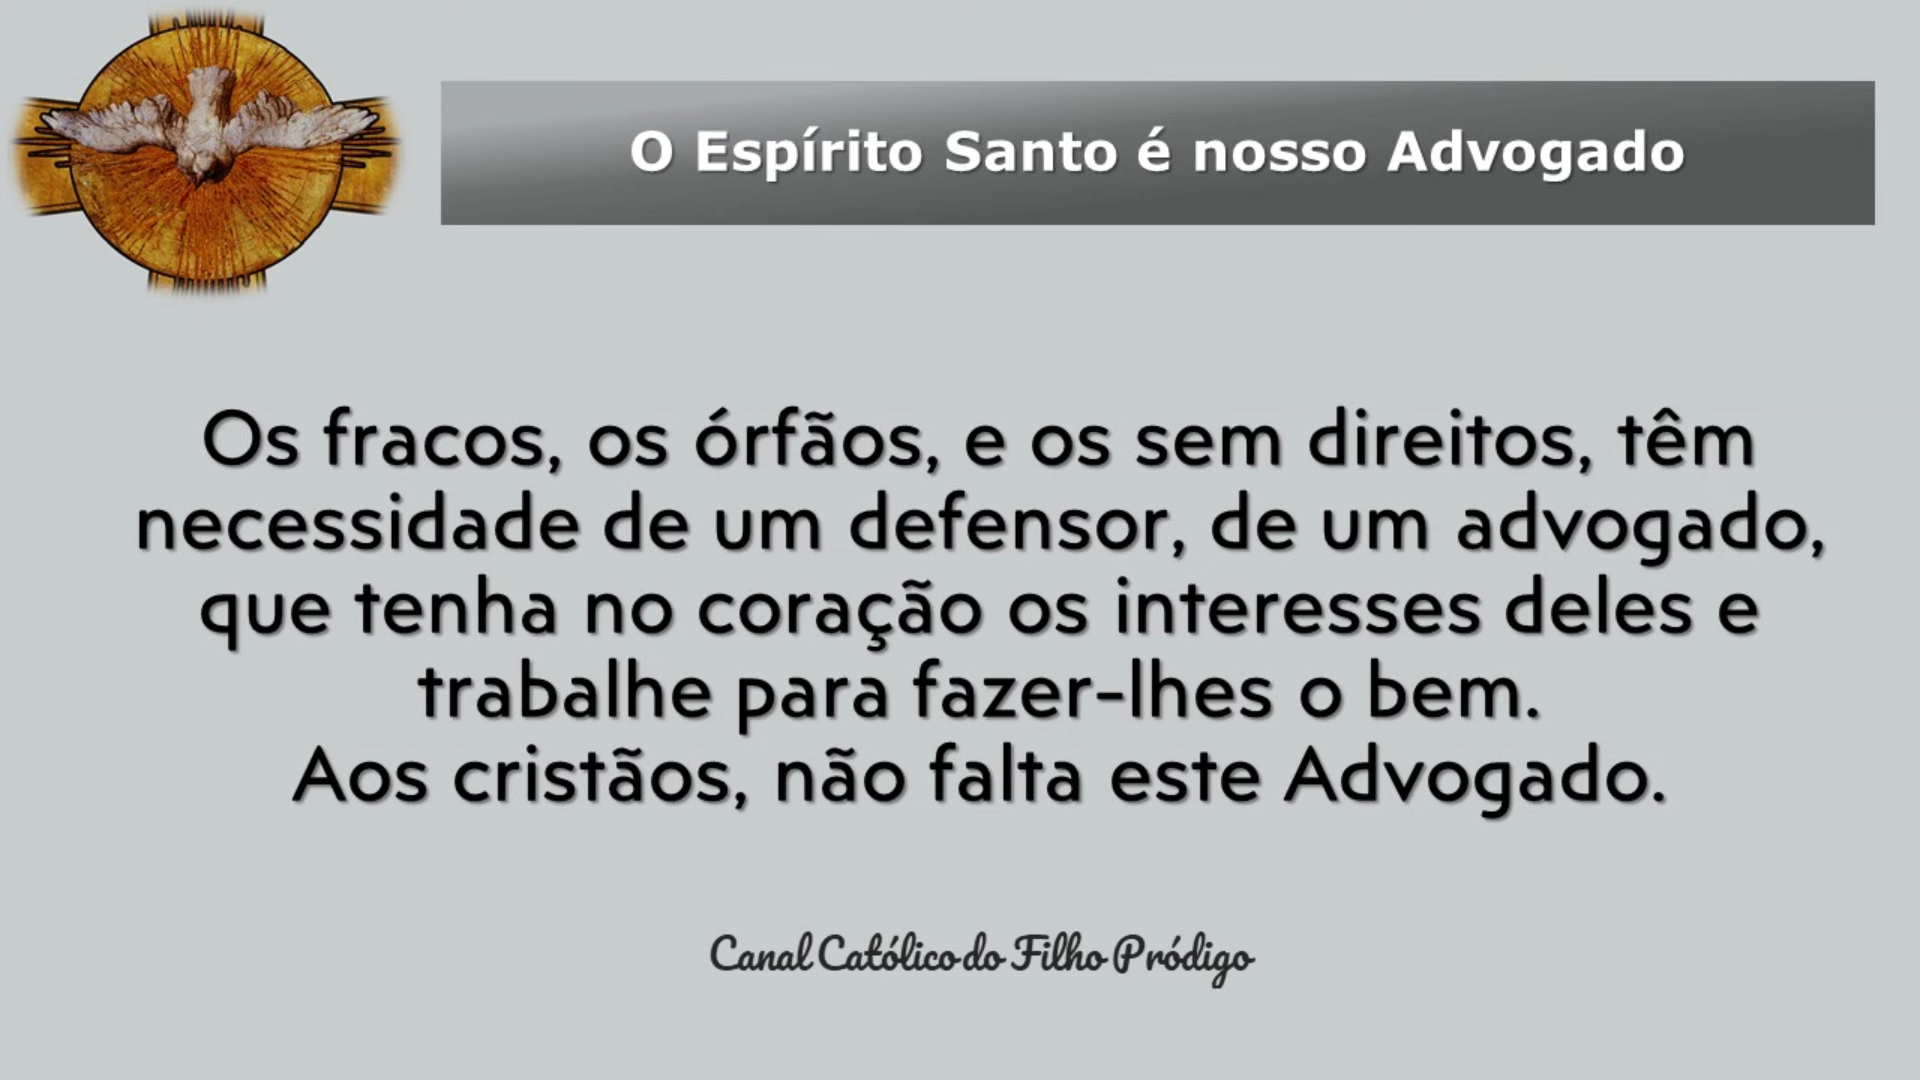 O Espírito Santo é nosso Advogado
Os fracos, os órfãos, e os sem direitos, têm
necessidade de um defensor, de um advogado,
que tenha no coração os interesses deles e
trabalhe para fazer-lhes o bem.
Aos cristãos, não falta este Advogado.
Canal Católico do Filho Pródigo